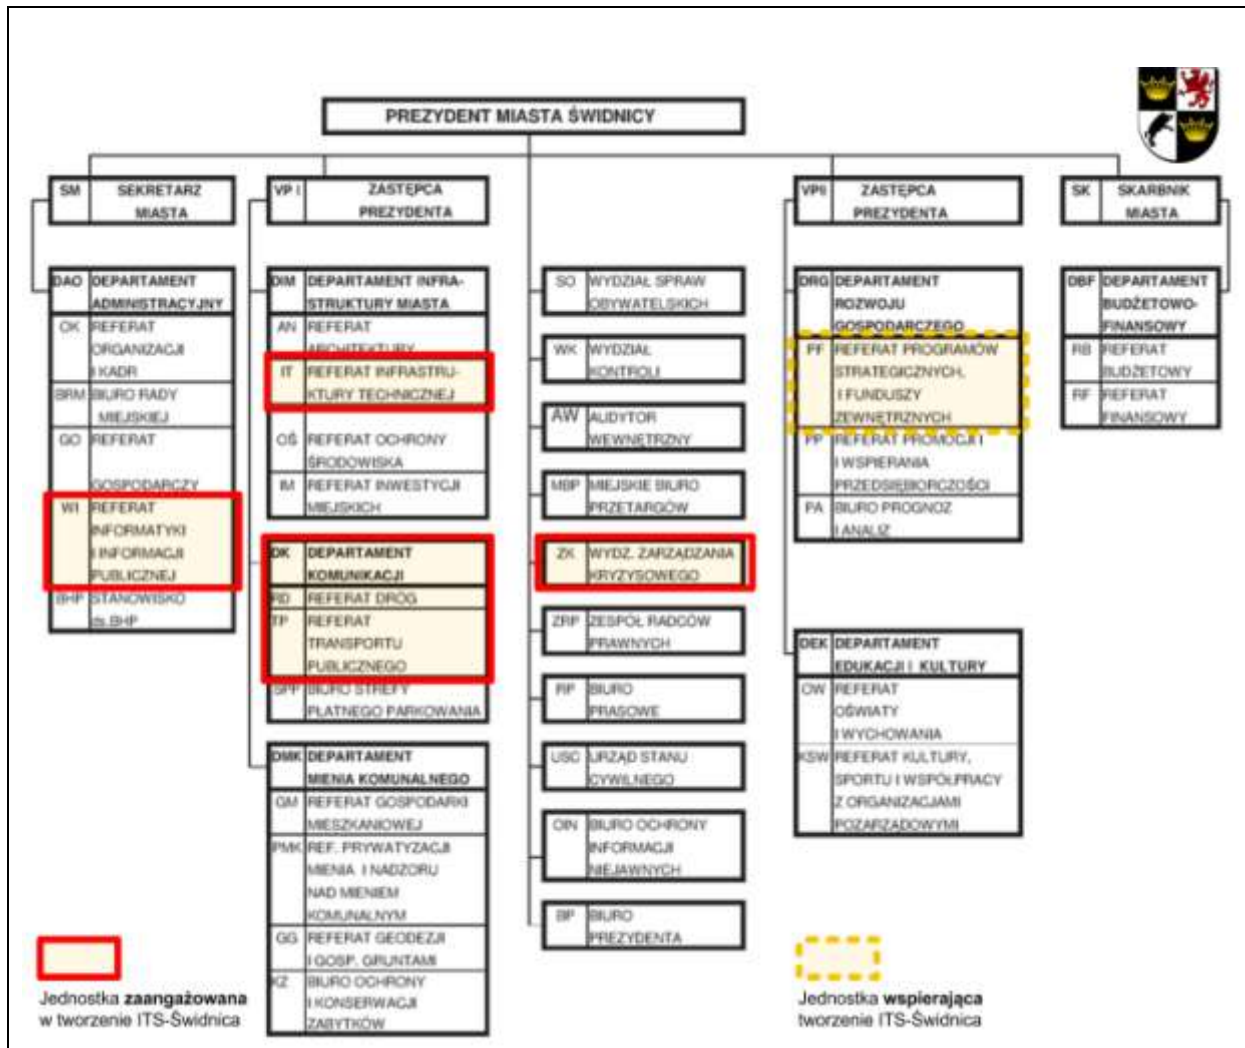 PREZYDENT MIASTA ŚWIDNICY
SM SEKRETARZ
MIASTA
VP I ZASTĘPCA
PREZYDENTA
VPII ZASTĘPCA
PREZYDENTA
SK SKARBNIK
MIASTA
DAO DEPARTAMENT
ADMINISTRACYJNY
OK REFERAT
ORGANIZACJI
I KADR
BRM BIURO RADY
MIEJSKIEJ
GO REFERAT
GOSPODARCZY
WI REFERAT
INFORMATYKI
I INFORMACJI
PUBLICZNEJ
BHP STANOWISKO
ds.BHP
DIM DEPARTAMENT INFRA-
STRUKTURY MIASTA
AN REFERAT
ARCHITEKTURY
IT REFERAT INFRASTRU-
KTURY TECHNICZNEJ
OŚ REFERAT OCHRONY
ŚRODOWISKA
IM REFERAT INWESTYCJI
MIEJSKICH
DK DEPARTAMENT
KOMUNIKACJI
RD REFERAT DRÓG
TP REFERAT
TRANSPORTU
PUBLICZNEGO
SPP BIURO STREFY
PŁATNEGO PARKOWANIA
DMK DEPARTAMENT
MIENIA KOMUNALNEGO
GM REFERAT GOSPODARKI
MIESZKANIOWEJ
PMK REF. PRYWATYZACJI
MIENIA I NADZORU
NAD MIENIEM
KOMUNALNYM
GG REFERAT GEODEZJI
I GOSP. GRUNTAMI
KZ BIURO OCHRONY
I KONSERWACJI
ZABYTKÓW
SO WYDZIAŁ SPRAW
OBYWATELSKICH
WK WYDZIAŁ
KONTROLI
AW AUDYTOR
WEWNĘTRZNY
MBP MIEJSKIE BIURO
PRZETARGÓW
ZK WYDZ. ZARZĄDZANIA
KRYZYSOWEGO
ZRP ZESPÓŁ RADCÓW
PRAWNYCH
RP BIURO
PRASOWE
USC URZĄD STANU
CYWILNEGO
OIN BIURO OCHRONY
INFORMACJI
NIEJAWNYCH
BP BIURO
PREZYDENTA
DRG DEPARTAMENT
ROZWOJU
GOSPODARCZEGO
PF REFERAT PROGRAMÓW
STRATEGICZNYCH,
I FUNDUSZY
ZEWNĘTRZNYCH
PP REFERAT PROMOCJI I
I WSPIERANIA
PRZEDSIĘBIORCZOŚCI
PA BIURO PROGNOZ
I ANALIZ
DEK DEPARTAMENT
EDUKACJI I KULTURY
OW REFERAT
OŚWIATY
I WYCHOWANIA
KSW REFERAT KULTURY,
SPORTU I WSPÓŁPRACY
Z ORGANIZACJAMI
POZARZĄDOWYMI
DBF DEPARTAMENT
BUDŻETOWO-
FINANSOWY
RB REFERAT
BUDŻETOWY
RF REFERAT
FINANSOWY
Jednostka zaangażowana
w tworzenie ITS-Świdnica
Jednostka wspierająca
tworzenie ITS-Świdnica